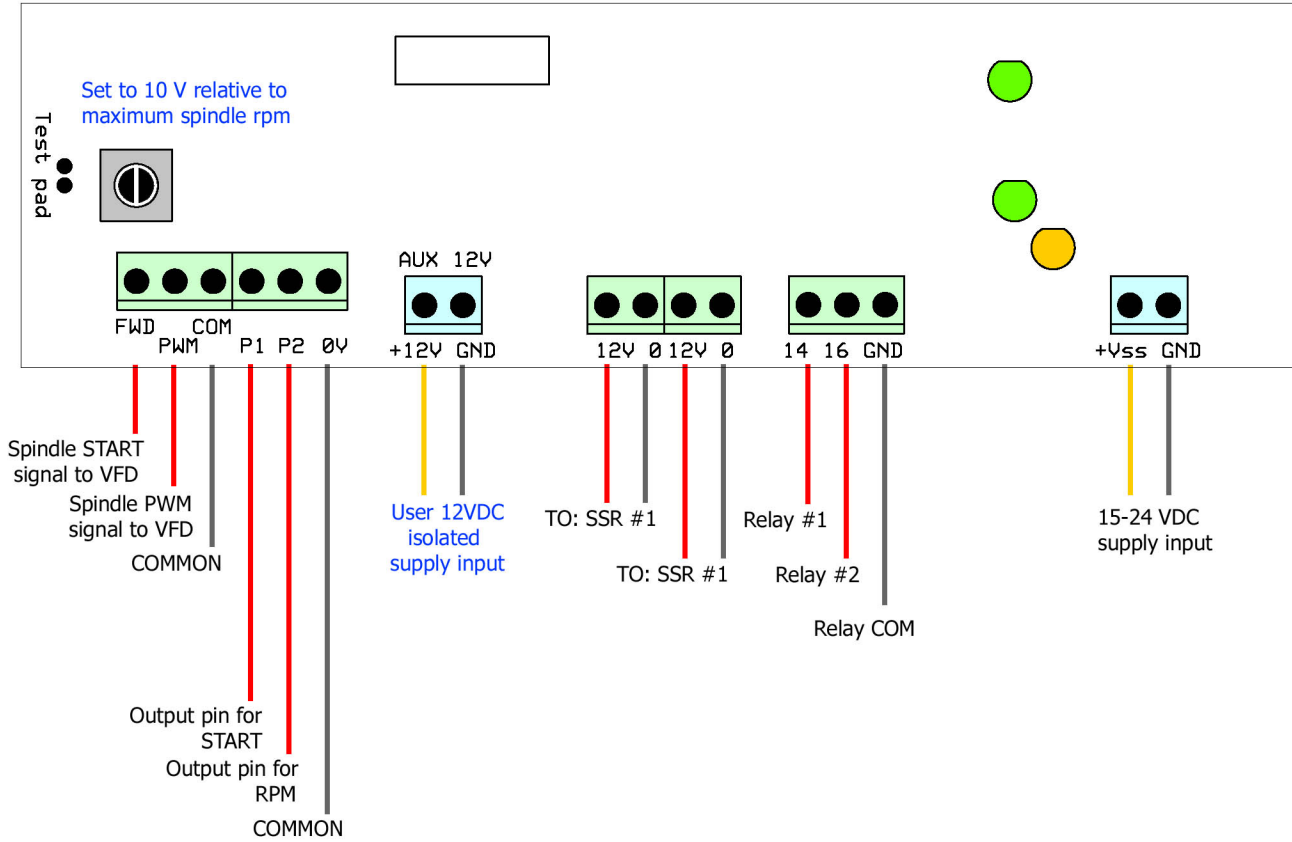 Set to 10 V relative to
maximum spindle rpm
Test pad
AUX 12V
FWD
COM
PWM
P1
P2
0V
+12V GND
12V 0 12V 0
14 16 GND
+Vss GND
Spindle START
signal to VFD
Spindle PWM
signal to VFD
COMMON
User 12VDC
isolated
supply input
TO: SSR #1
TO: SSR #1
Relay #1
Relay #2
Relay COM
15-24 VDC
supply input
Output pin for
START
Output pin for
RPM
COMMON